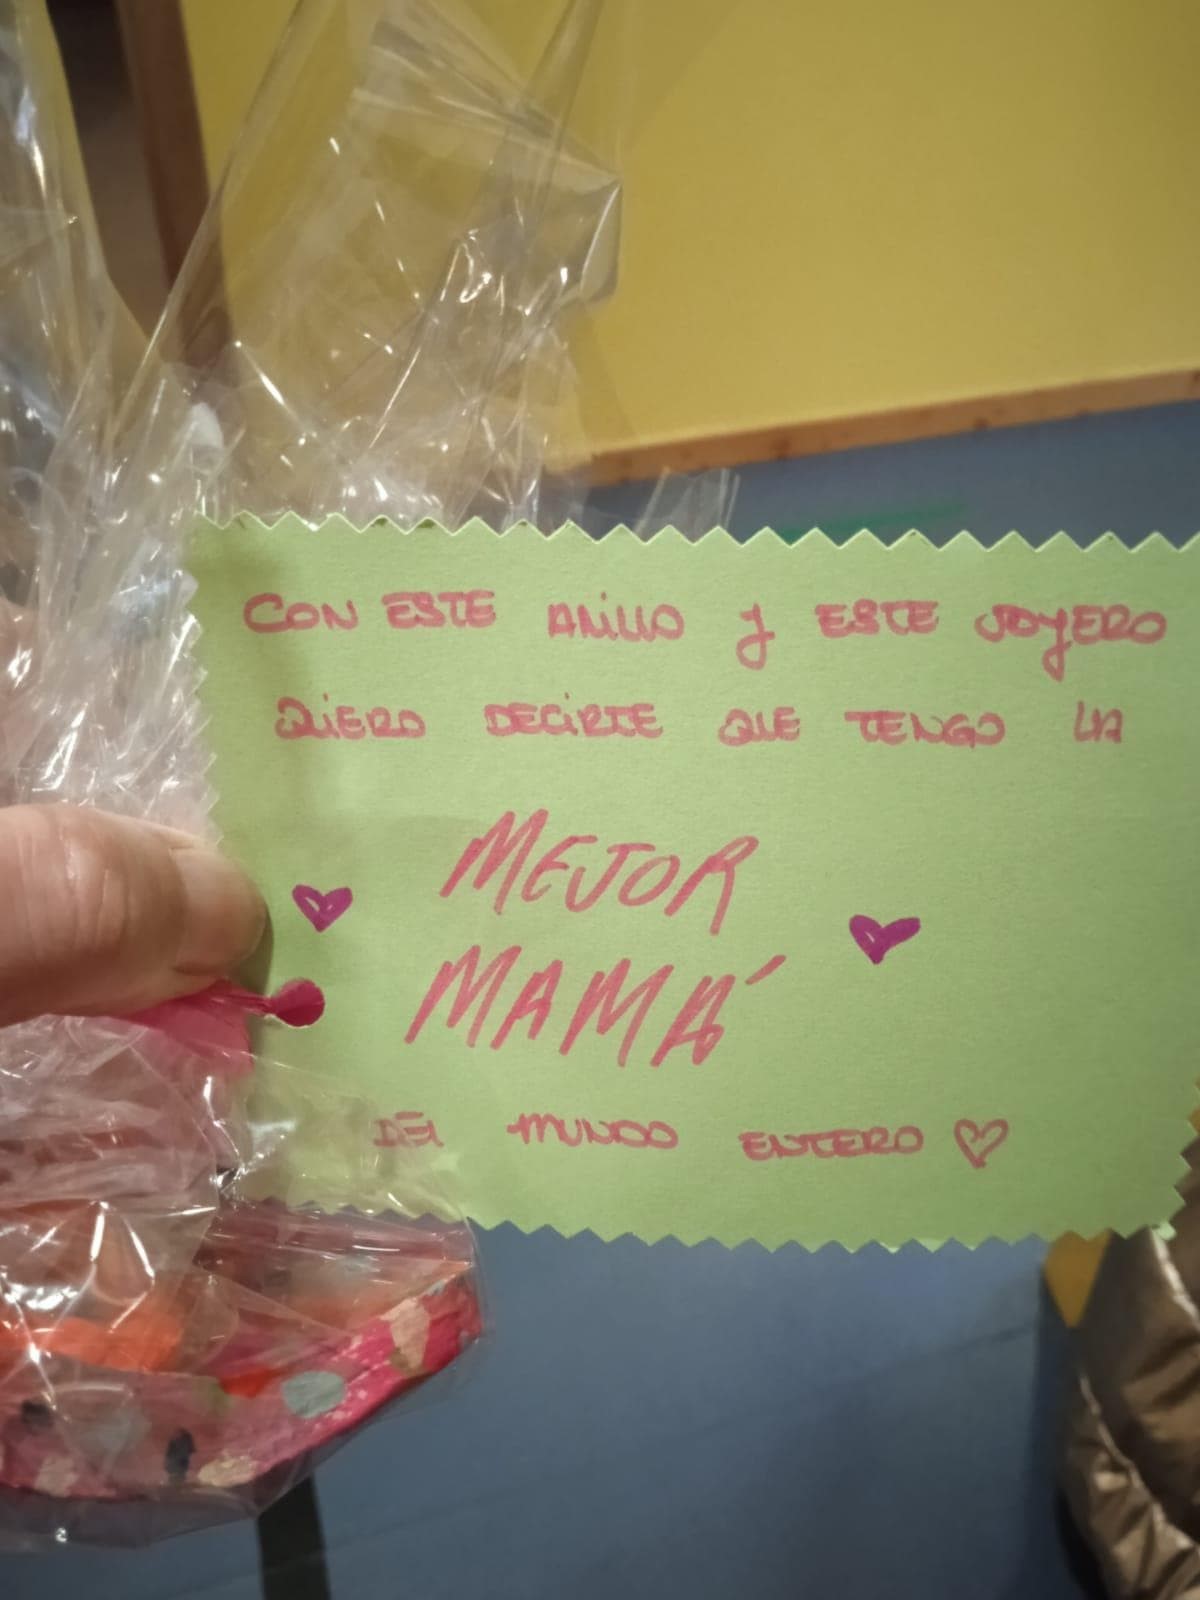 CON ESTE ANiLLO y ESTE JOyERO
QUiERO DECiRTE QUE TENGO LA
MEJOR
MAMÁ
DEL MUNDO ENTERO